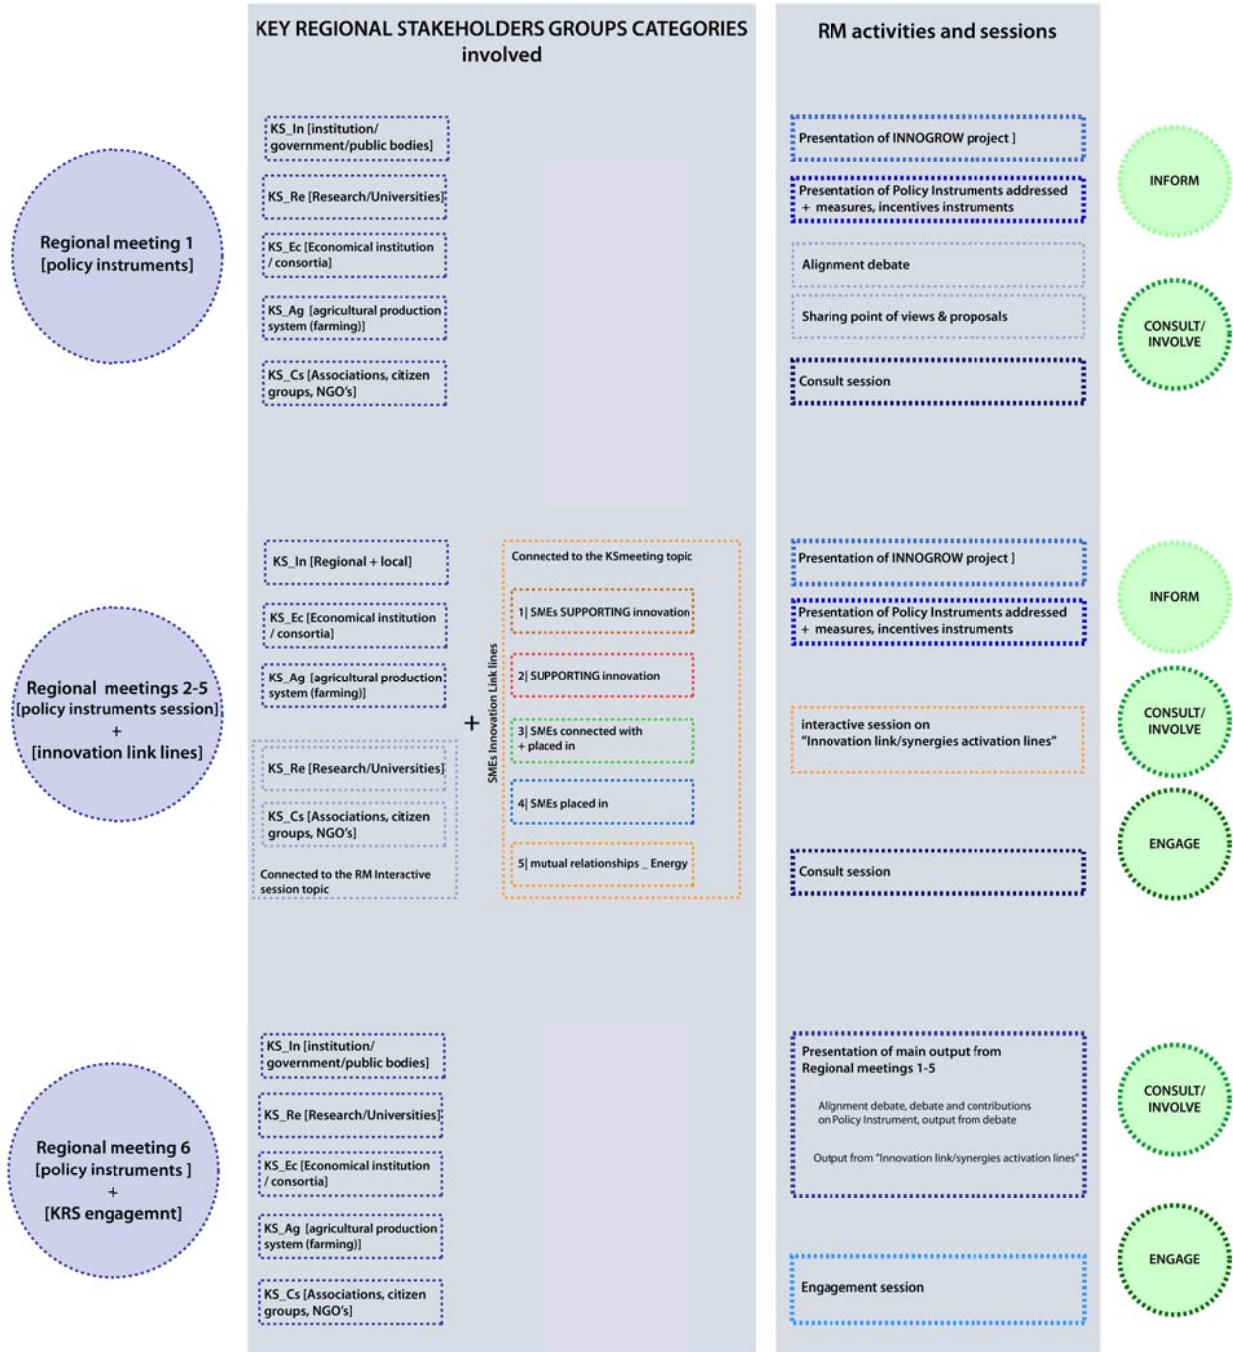 KEY REGIONAL STAKEHOLDERS GROUPS CATEGORIES
involved
RM activities and sessions
Regional meeting 1
[policy instruments]
KS_In [institution/
government/public bodies]
KS_Re [Research/Universities]
KS_Ec [Economical institution
/ consortia]
KS_Ag [agricultural production
system (farming)]
KS_Cs [Associations, citizen
groups, NGO's]
Presentation of INNOGROW project ]
Presentation of Policy Instruments addressed
+ measures, incentives instruments
Alignment debate
Sharing point of views & proposals
Consult session
INFORM
CONSULT/
INVOLVE
Regional meetings 2-5
[policy instruments session]
+
[innovation link lines]
KS_In [Regional + local]
KS_Ec [Economical institution
/ consortia]
KS_Ag [agricultural production
system (farming)]
KS_Re [Research/Universities]
KS_Cs [Associations, citizen
groups, NGO's]
Connected to the RM Interactive
session topic
+
SMEs Innovation Link lines
Connected to the KSmeeting topic
1| SMEs SUPPORTING innovation
2| SUPPORTING innovation
3| SMEs connected with
+ placed in
4| SMEs placed in
5| mutual relationships _ Energy
Presentation of INNOGROW project ]
Presentation of Policy Instruments addressed
+ measures, incentives instruments
interactive session on
"Innovation link/synergies activation lines"
Consult session
INFORM
CONSULT/
INVOLVE
ENGAGE
Regional meeting 6
[policy instruments ]
+
[KRS engagemnt]
KS_In [institution/
government/public bodies]
KS_Re [Research/Universities]
KS_Ec [Economical institution
/ consortia]
KS_Ag [agricultural production
system (farming)]
KS_Cs [Associations, citizen
groups, NGO's]
Presentation of main output from
Regional meetings 1-5
Alignment debate, debate and contributions
on Policy Instrument, output from debate
Output from "Innovation link/synergies activation lines"
Engagement session
CONSULT/
INVOLVE
ENGAGE